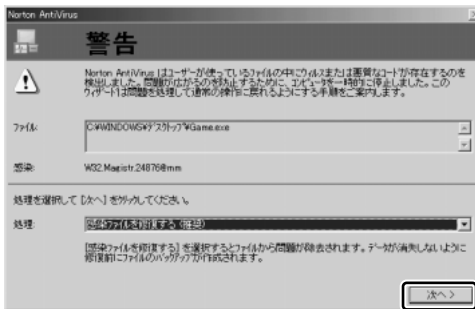 Norton AntiVirus
警告
Norton AntiVirus はユーザーが使っているファイルの中にウィルスまたは悪質なコードが存在するのを
検出しました。問題が広がるのを防止するために、コンピュータを一時的に停止しました。この
ウィザードは問題を処理して通常の操作に戻れるようにする手順をご案内します。
ファイル:
C:¥WINDOWS¥デスクトップ¥Game.exe
感染:
W32.Magistr.24876@mm
処理を選択して [次へ] をクリックしてください。
処理:
感染ファイルを修復する (推奨)
[感染ファイルを修復する] を選択するとファイルから問題が除去されます。データが消失しないように
修復前にファイルのバックアップが作成されます。
次へ >